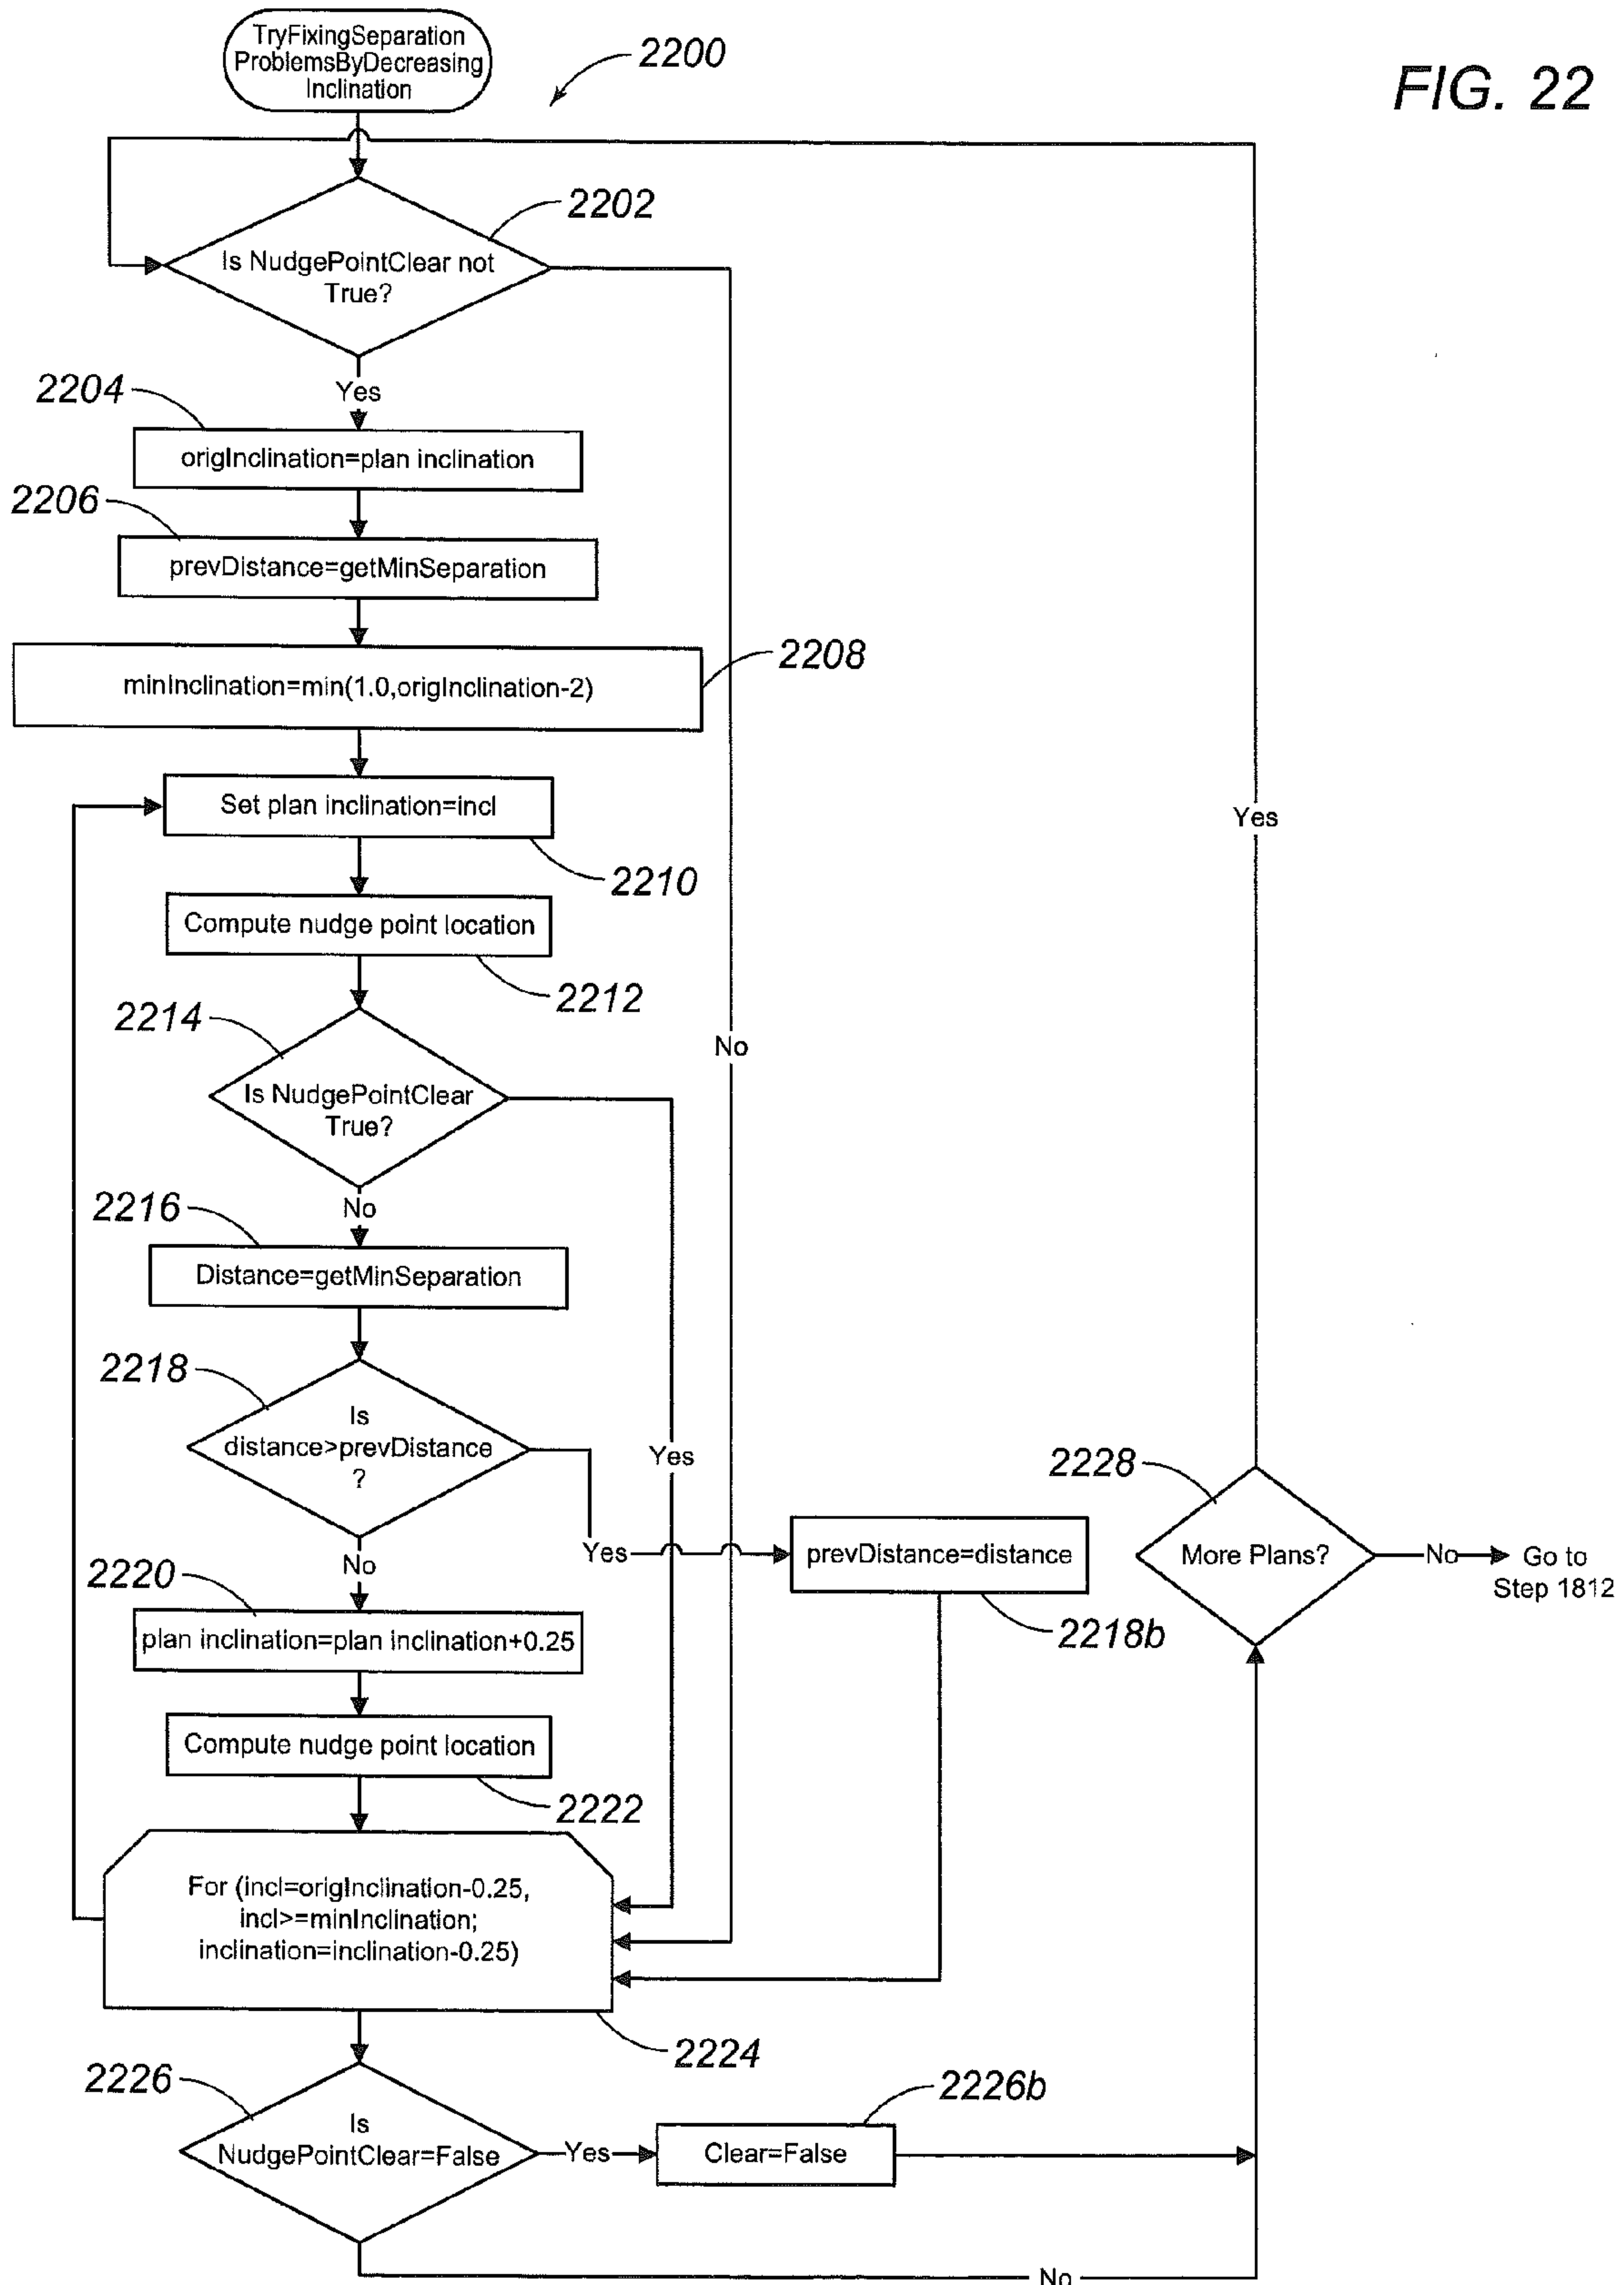 FIG. 22
TryFixingSeparation
ProblemsByDecreasing
Inclination
2200
2202
Is NudgePointClear not
True?
Yes
2204
origInclination=plan inclination
2206
prevDistance=getMinSeparation
2208
minInclination=min(1.0,origInclination-2)
Set plan inclination=incl
2210
Yes
Compute nudge point location
2212
2214
Is NudgePointClear
True?
No
No
2216
Distance=getMinSeparation
2218
Is
distance>prevDistance
?
Yes
Yes
No
2220
plan inclination=plan inclination+0.25
prevDistance=distance
2218b
2228
More Plans?
No
Go to
Step 1812
Compute nudge point location
2222
For (incl=origInclination-0.25,
incl>=minInclination;
inclination=inclination-0.25)
2224
2226
Is
NudgePointClear=False
Yes
Clear=False
2226b
No